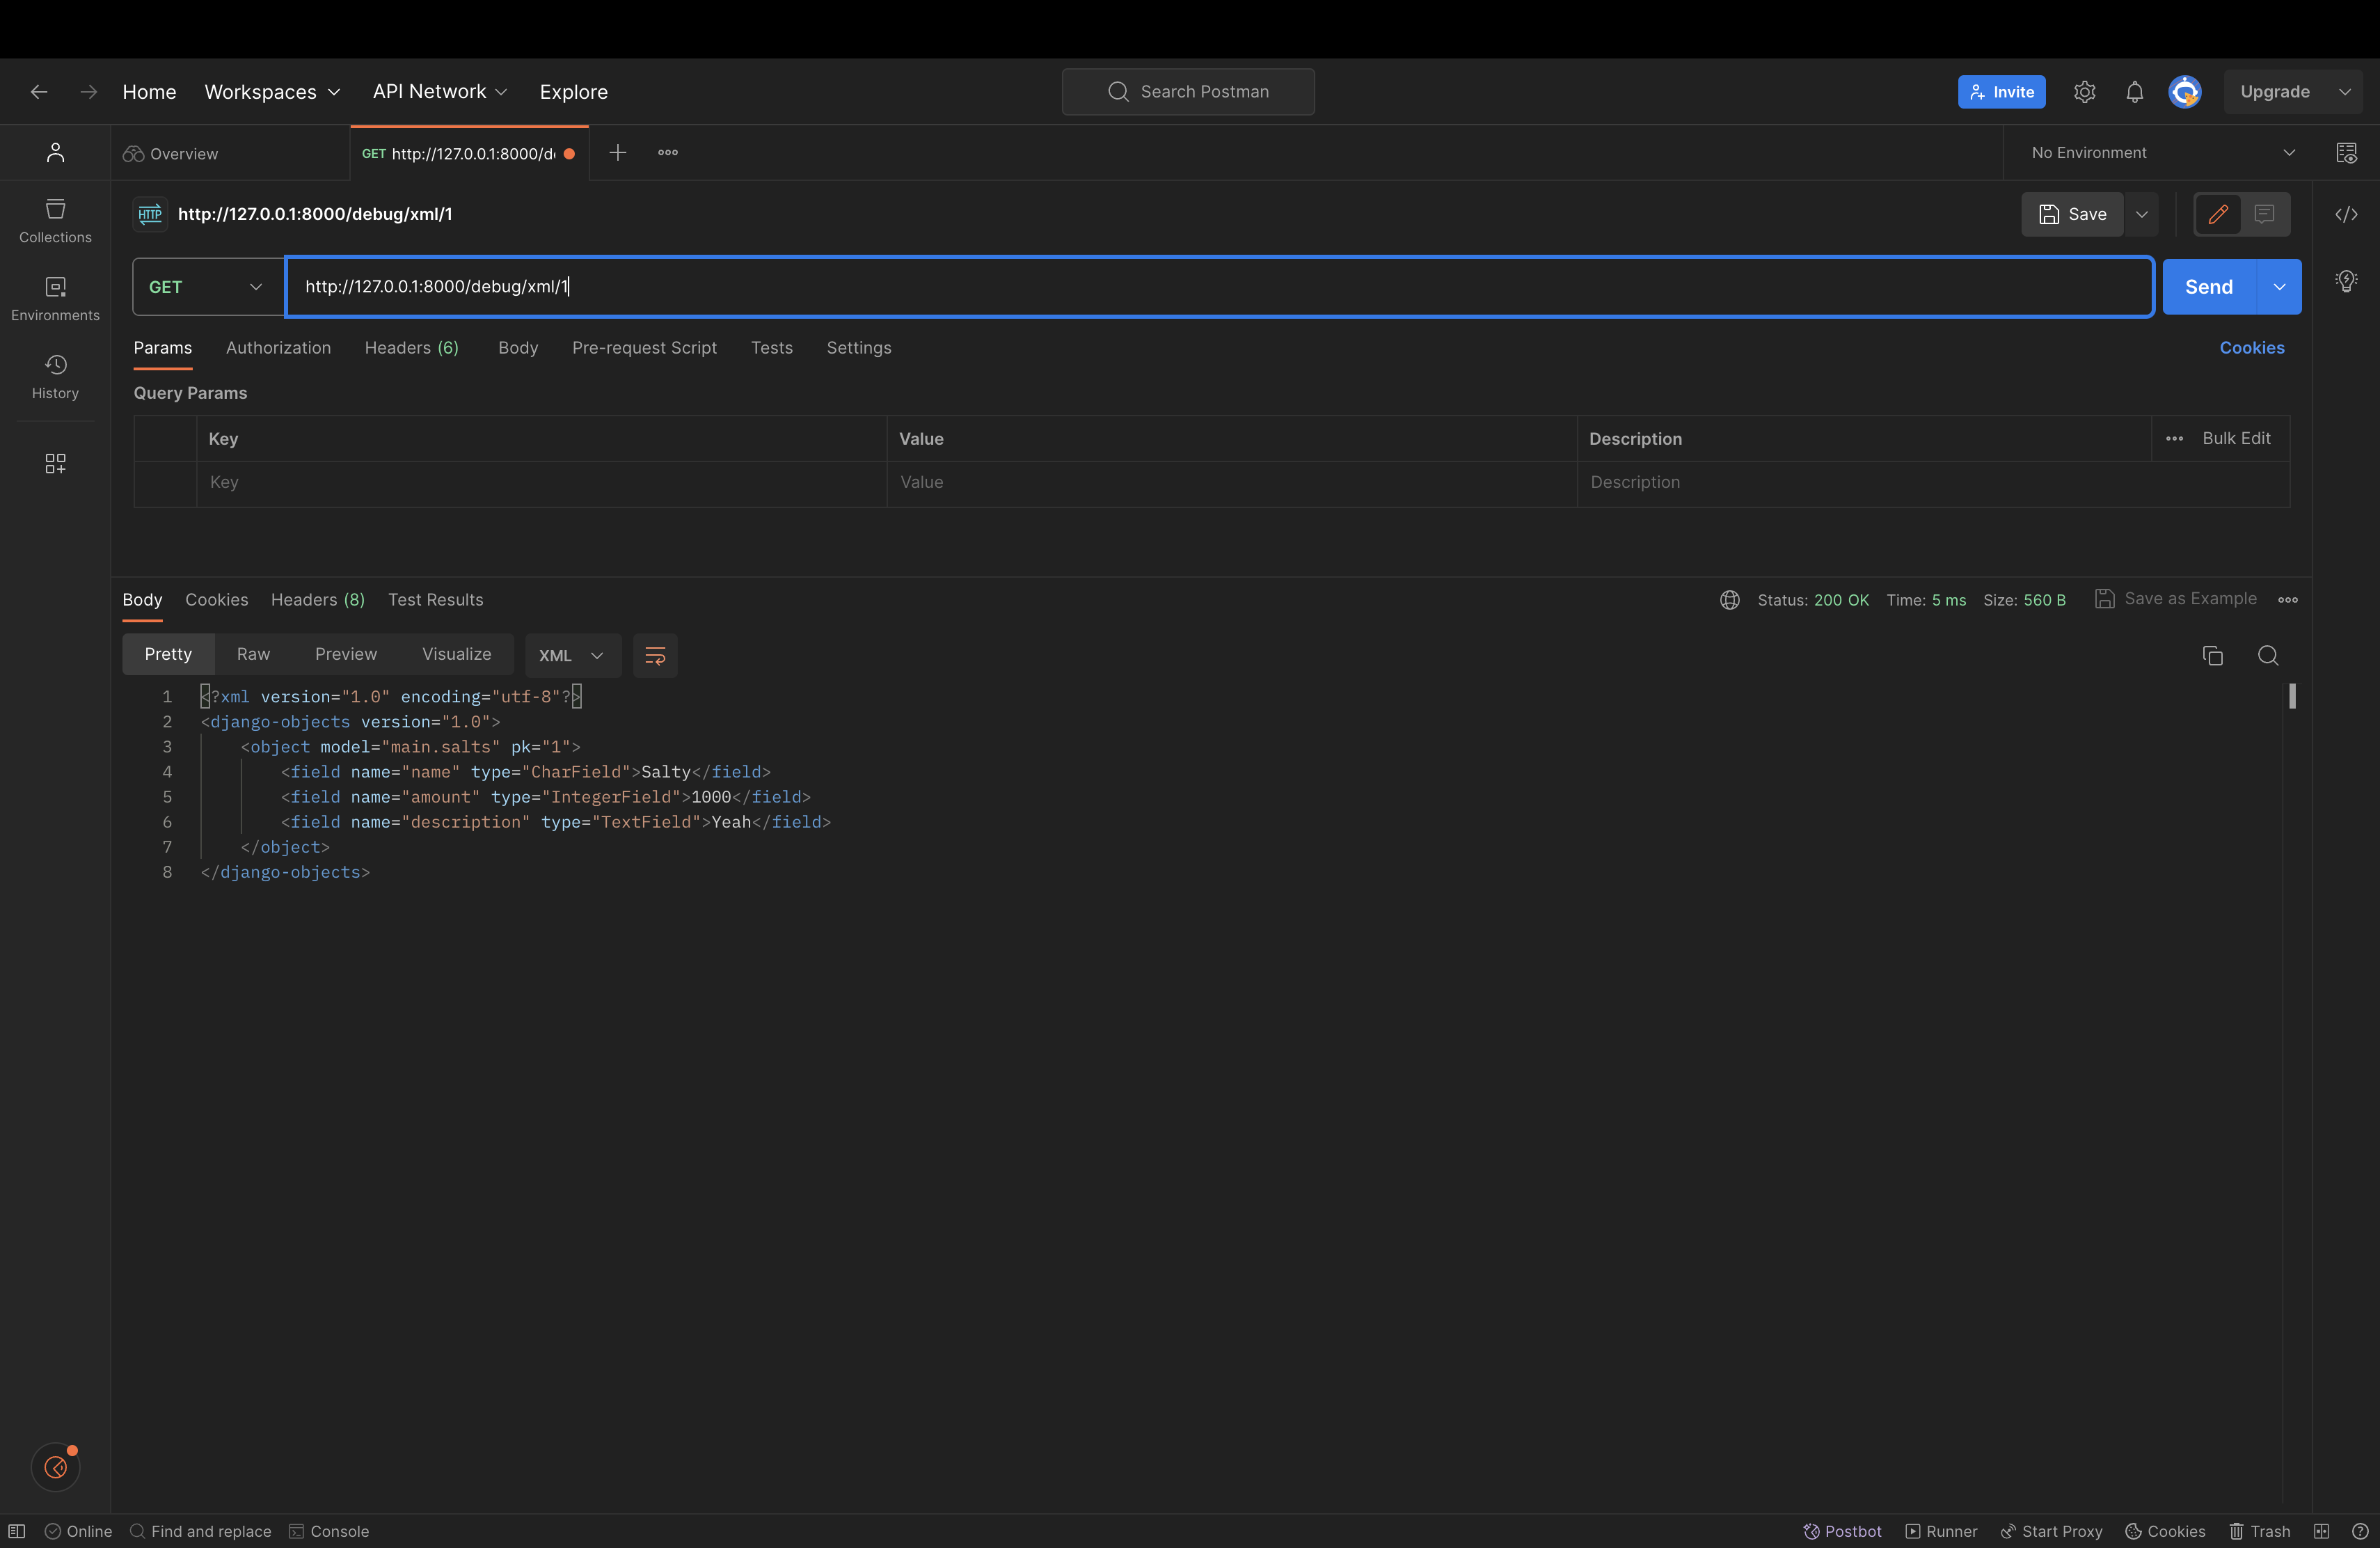 Home Workspaces API Network Explore Search Postman Invite Upgrade
Overview GET http://127.0.0.1:8000/d No Environment
HTTP http://127.0.0.1:8000/debug/xml/1 Save
Collections
GET http://127.0.0.1:8000/debug/xml/1 Send
Environments
Params Authorization Headers (6) Body Pre-request Script Tests Settings Cookies
History
Query Params
Key Value Description Bulk Edit
Key Value Description
Body Cookies Headers (8) Test Results Status: 200 OK Time: 5 ms Size: 560 B Save as Example
Pretty Raw Preview Visualize XML
1 <?xml version="1.0" encoding="utf-8"?>
2 <django-objects version="1.0">
3 <object model="main.salts" pk="1">
4 <field name="name" type="CharField">Salty</field>
5 <field name="amount" type="IntegerField">1000</field>
6 <field name="description" type="TextField">Yeah</field>
7 </object>
8 </django-objects>
Online Find and replace Console Postbot Runner Start Proxy Cookies Trash